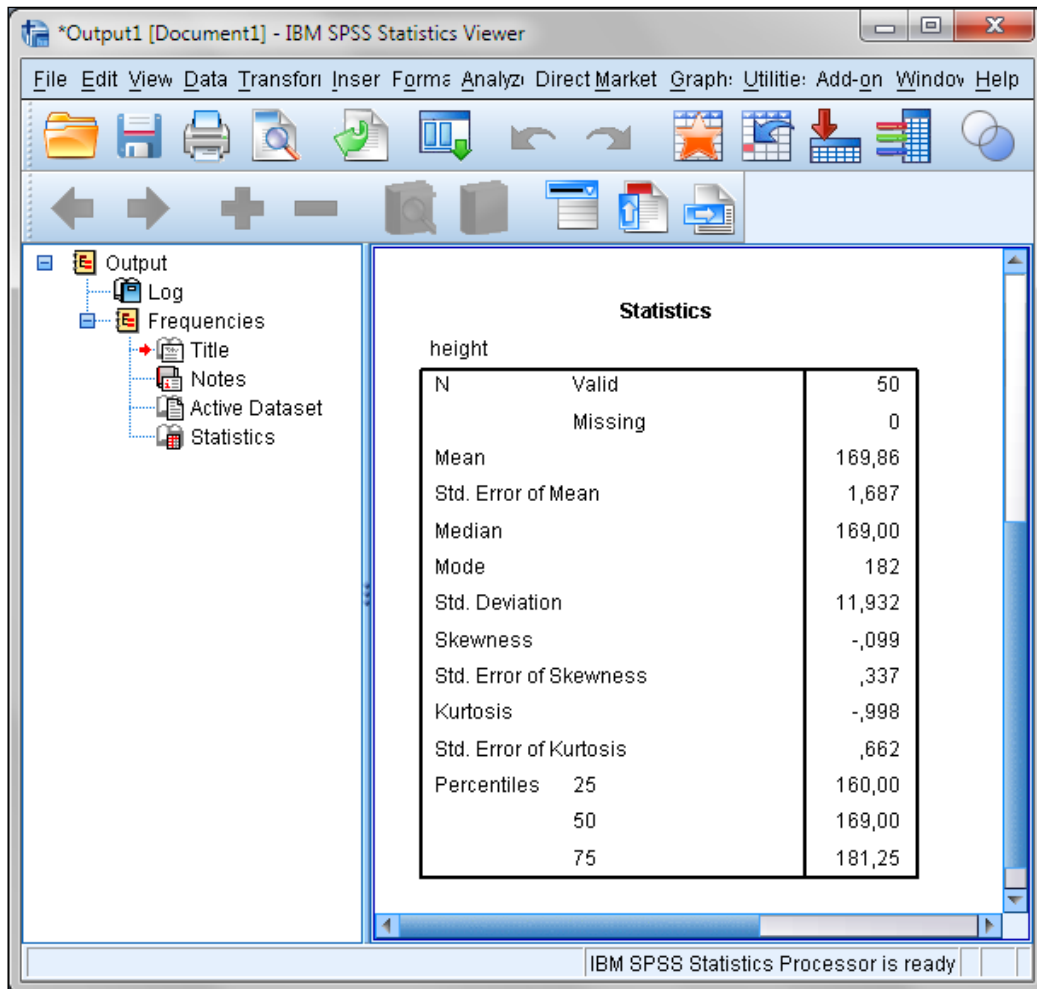 *Output1 [Document1] - IBM SPSS Statistics Viewer
File Edit View Data Transforı Inser Forma Analyzı Direct Market Graph: Utilitie: Add-on Windov Help
Output
Log
Frequencies
Title
Notes
Active Dataset
Statistics
Statistics
height
N Valid 50
Missing 0
Mean 169,86
Std. Error of Mean 1,687
Median 169,00
Mode 182
Std. Deviation 11,932
Skewness -,099
Std. Error of Skewness ,337
Kurtosis -,998
Std. Error of Kurtosis ,662
Percentiles 25 160,00
50 169,00
75 181,25
IBM SPSS Statistics Processor is ready